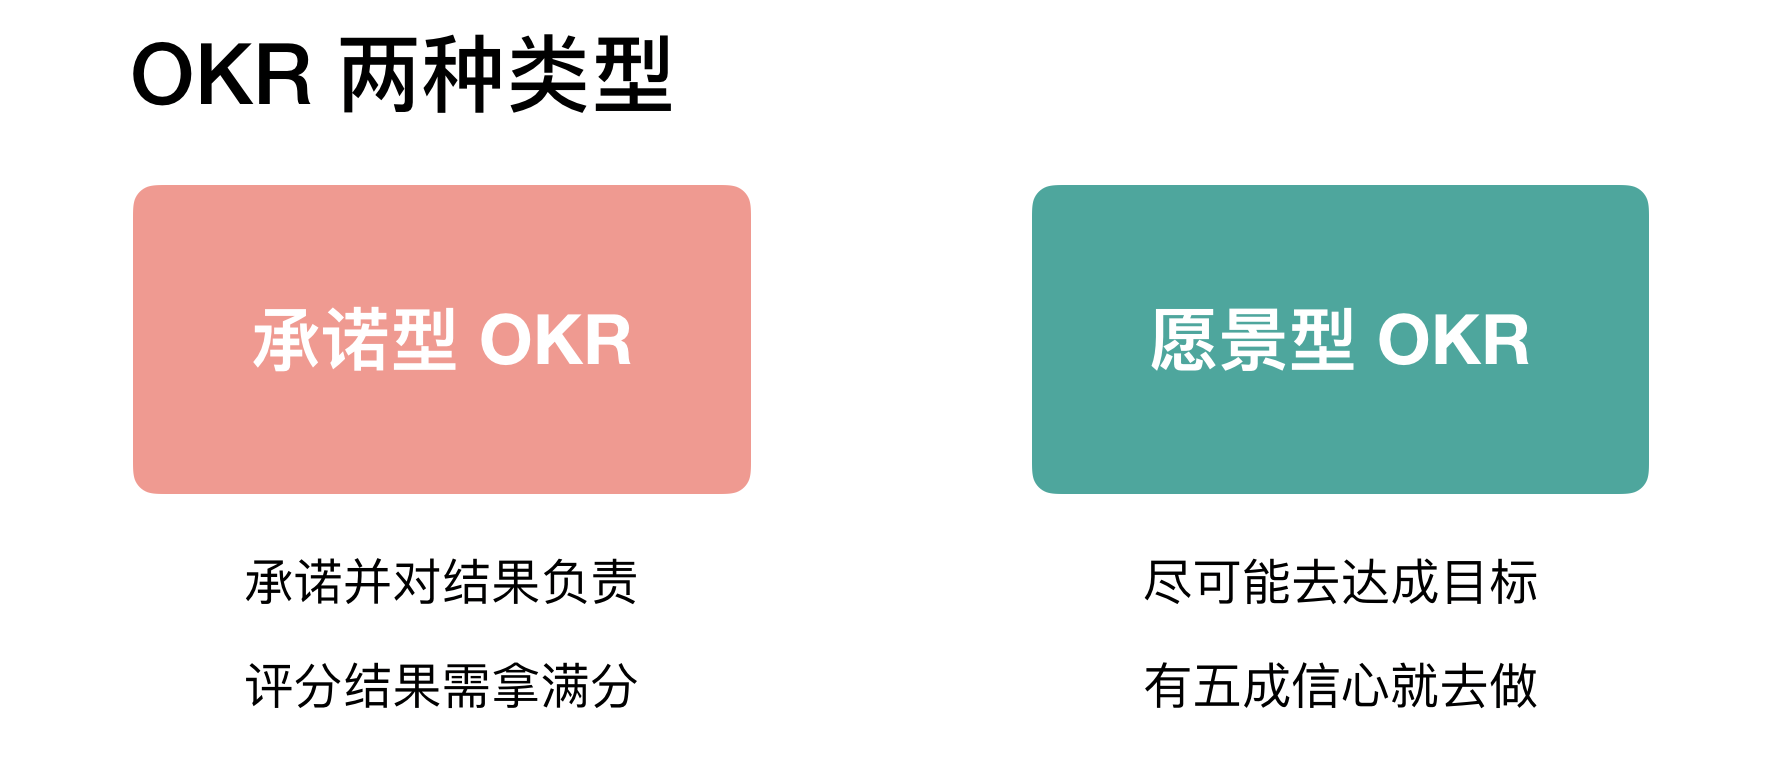 OKR 两种类型
承诺型 OKR
承诺并对结果负责
评分结果需拿满分
愿景型 OKR
尽可能去达成目标
有五成信心就去做